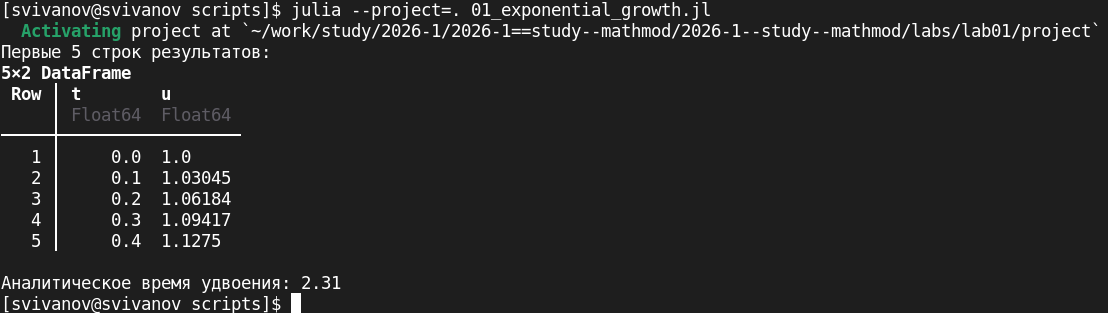 [svivanov@svivanov scripts]$ julia --project=. 01_exponential_growth.jl
Activating project at `~/work/study/2026-1/2026-1==study--mathmod/2026-1--study--mathmod/labs/lab01/project`
Первые 5 строк результатов:
5×2 DataFrame
Row │ t u
│ Float64 Float64
1 │ 0.0 1.0
2 │ 0.1 1.03045
3 │ 0.2 1.06184
4 │ 0.3 1.09417
5 │ 0.4 1.1275
Аналитическое время удвоения: 2.31
[svivanov@svivanov scripts]$